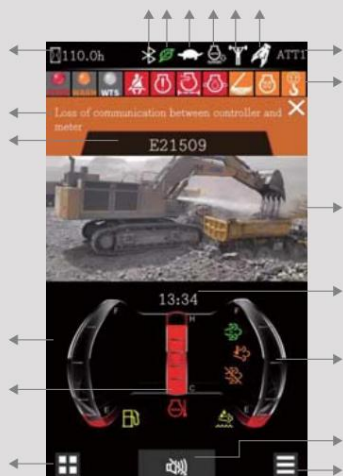 110.0h
ATT1
WTS
Loss of communication between controller and
meter
E21509
13:34
F
H
F
E
C
E